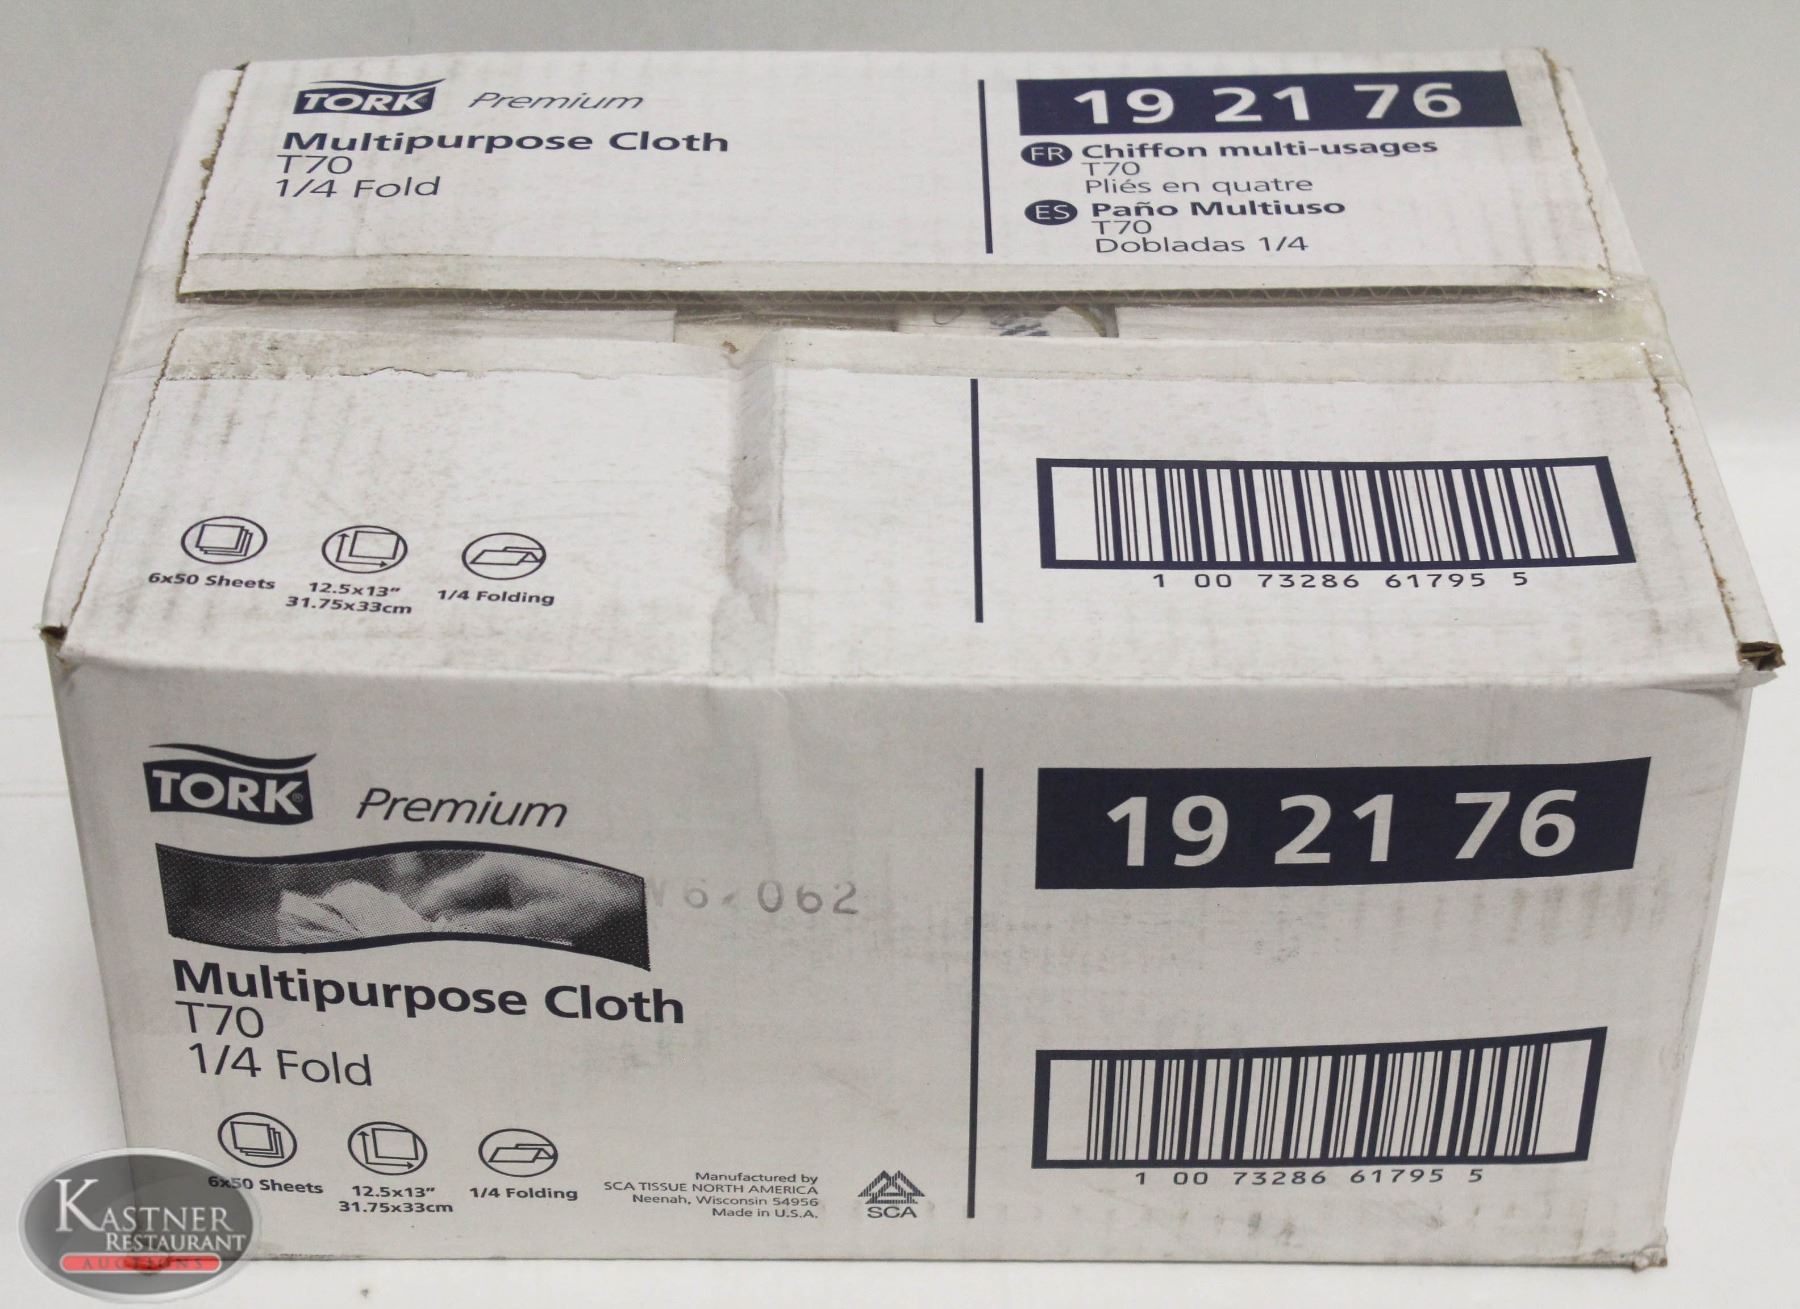 TORK Premium
Multipurpose Cloth
T70
1/4 Fold
19 21 76
FR Chiffon multi-usages
T70
Pliés en quatre
ES Paño Multiuso
T70
Dobladas 1/4
6x50 Sheets
12.5x13"
31.75x33cm
1/4 Folding
1 00 73286 61795 5
TORK® Premium
19 21 76
6.062
Multipurpose Cloth
T70
1/4 Fold
6x50 Sheets
12.5x13"
31.75x33cm
1/4 Folding
Manufactured by
SCA TISSUE NORTH AMERICA
Neenah, Wisconsin 54956
Made in U.S.A.
SCA
1 00 73286 61795 5
KASTNER
RESTAURANT
AUCTIONS